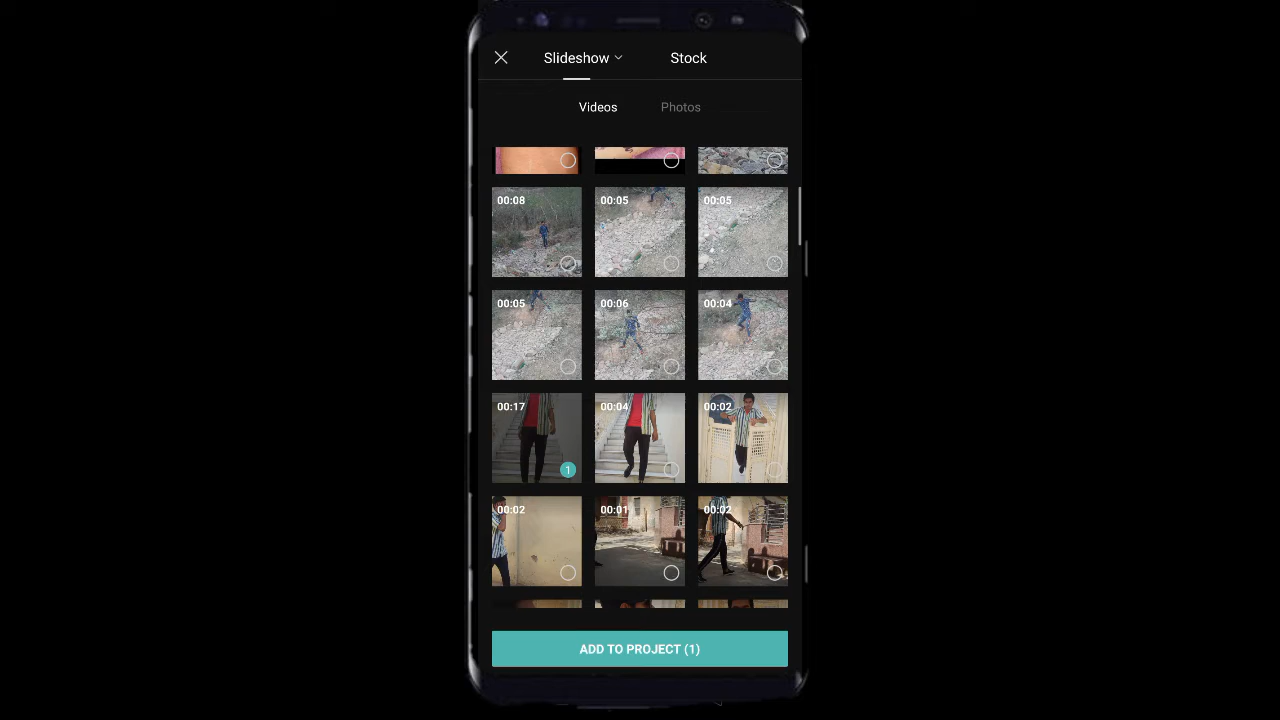 Slideshow Stock
Videos Photos
00:08 00:05 00:05
00:05 00:06 00:04
00:17 00:04 00:02
1
00:02 00:01 00:02
ADD TO PROJECT (1)